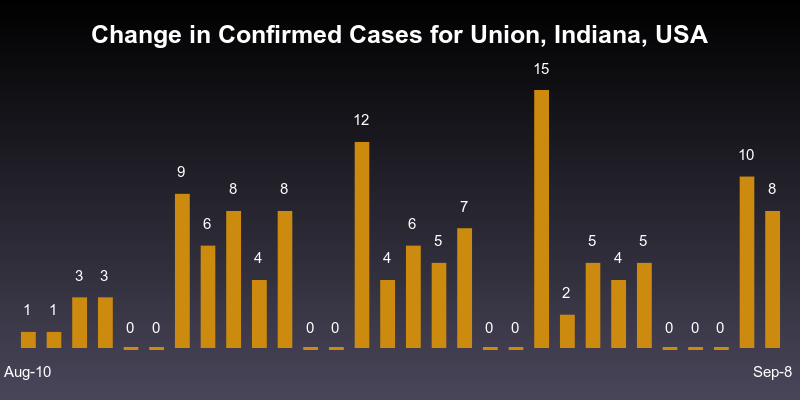 Change in Confirmed Cases for Union, Indiana, USA
1 1 3 3 0 0 9 6 8 4 8 0 0 12 4 6 5 7 0 0 15 2 5 4 5 0 0 0 10 8
Aug-10 Sep-8